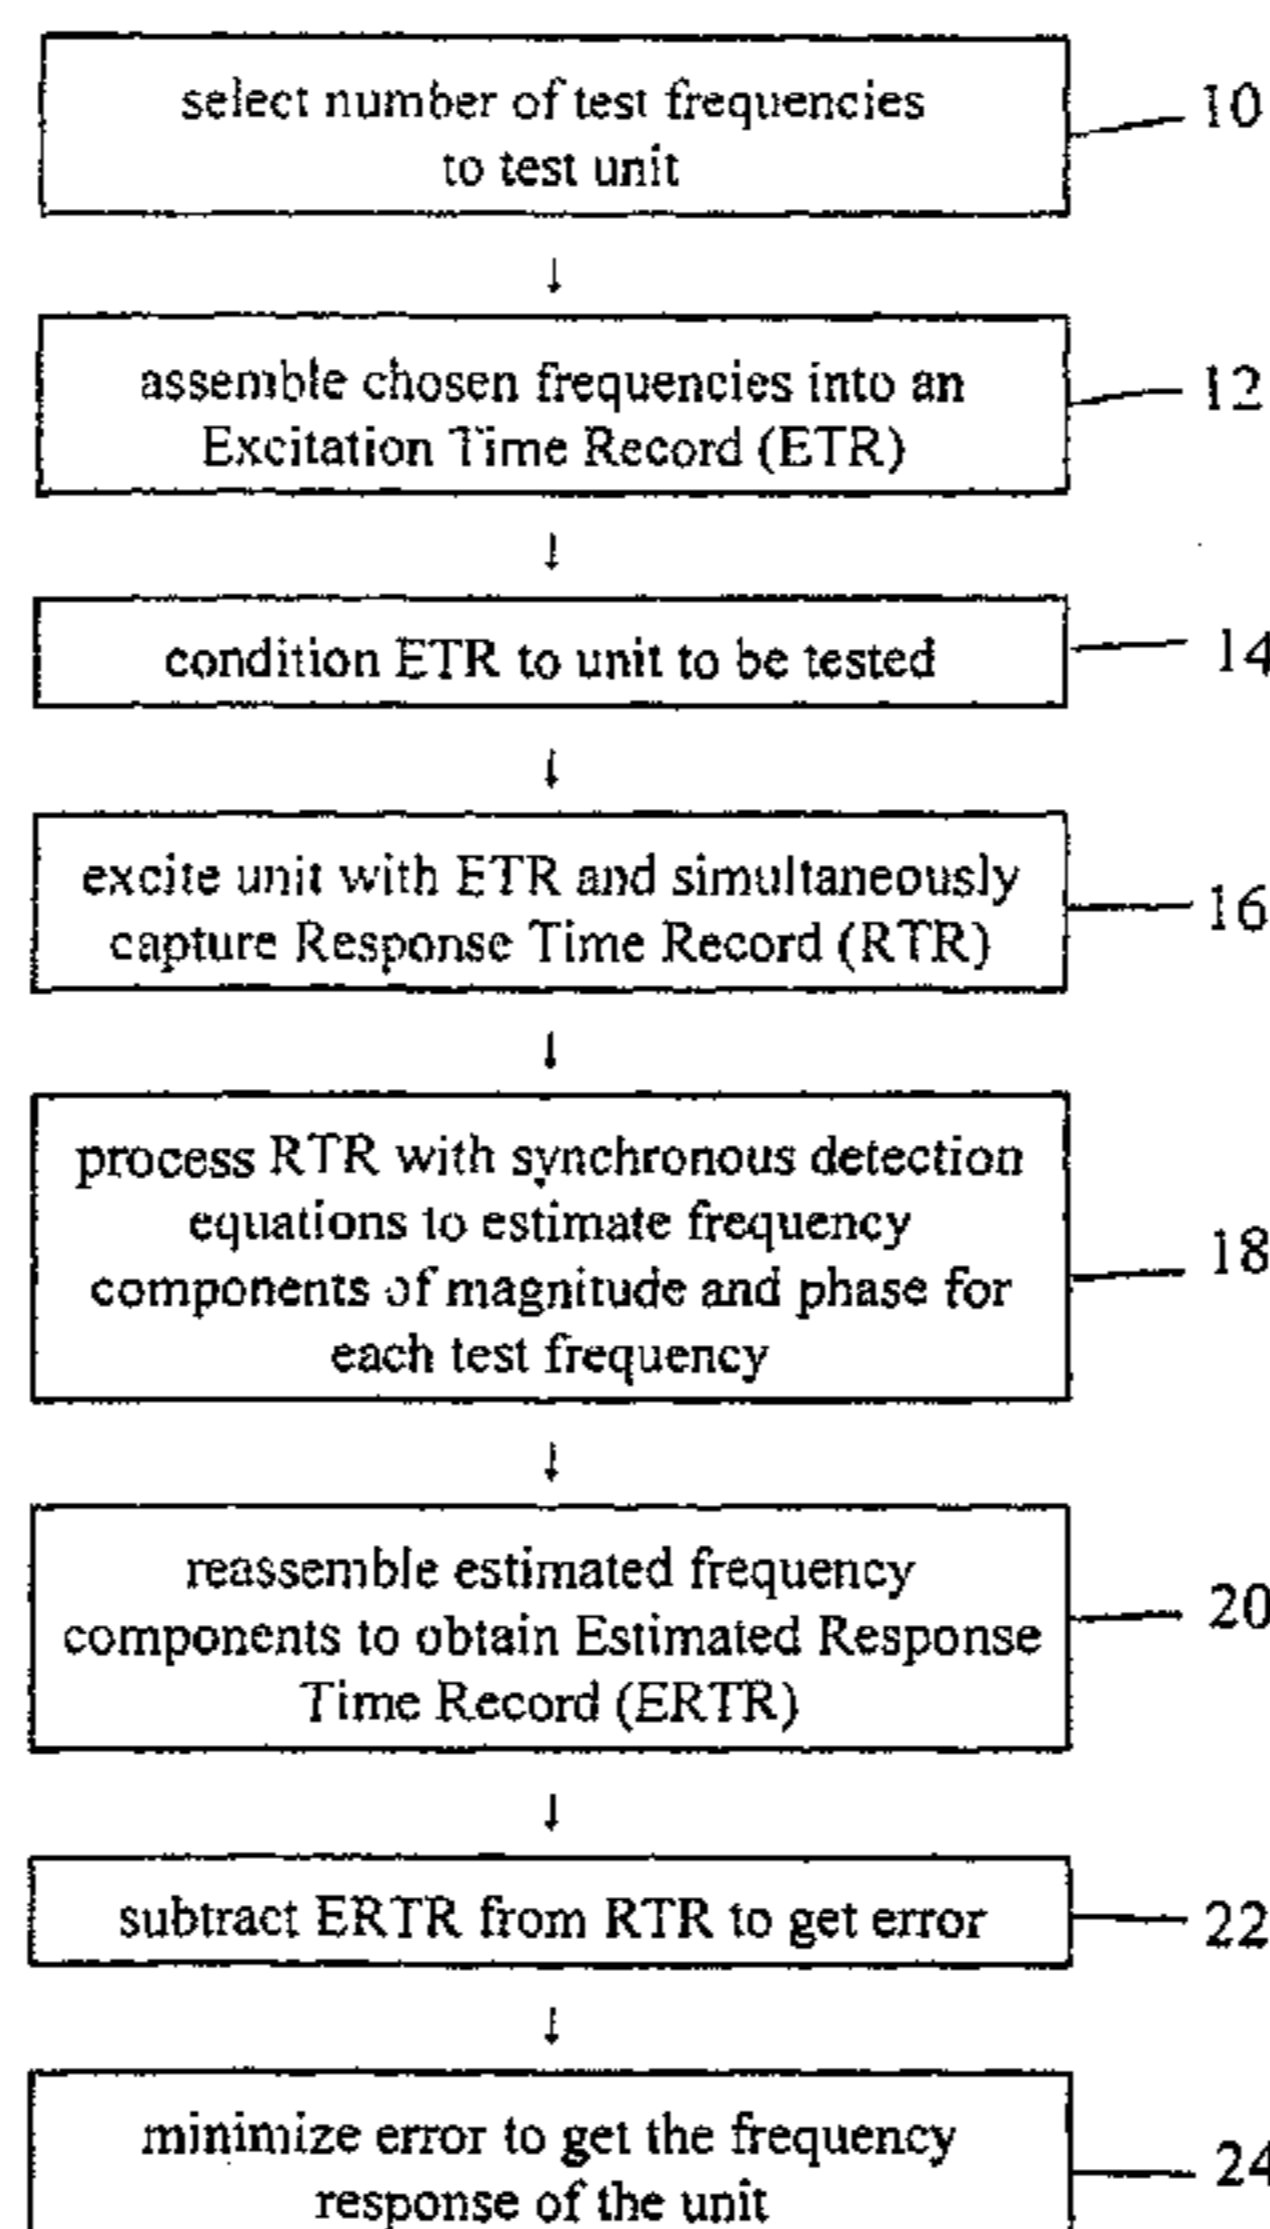 select number of test frequencies
to test unit
10
assemble chosen frequencies into an
Excitation Time Record (ETR)
12
condition ETR to unit to be tested
14
excite unit with ETR and simultaneously
capture Response Time Record (RTR)
16
process RTR with synchronous detection
equations to estimate frequency
components of magnitude and phase for
each test frequency
18
reassemble estimated frequency
components to obtain Estimated Response
Time Record (ERTR)
20
subtract ERTR from RTR to get error
22
minimize error to get the frequency
response of the unit
24